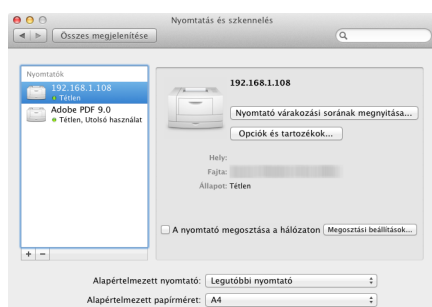 Nyomtatás és szkennelés
Összes megjelenítése
Nyomtatók
192.168.1.108
Tétlen
Adobe PDF 9.0
Tétlen, Utolsó használat
192.168.1.108
Nyomtató várakozási sorának megnyitása...
Opciók és tartozékok...
Hely:
Fajta:
Állapot: Tétlen
A nyomtató megosztása a hálózaton
Megosztási beállítások...
+ −
Alapértelmezett nyomtató: Legutóbbi nyomtató
Alapértelmezett papírméret: A4